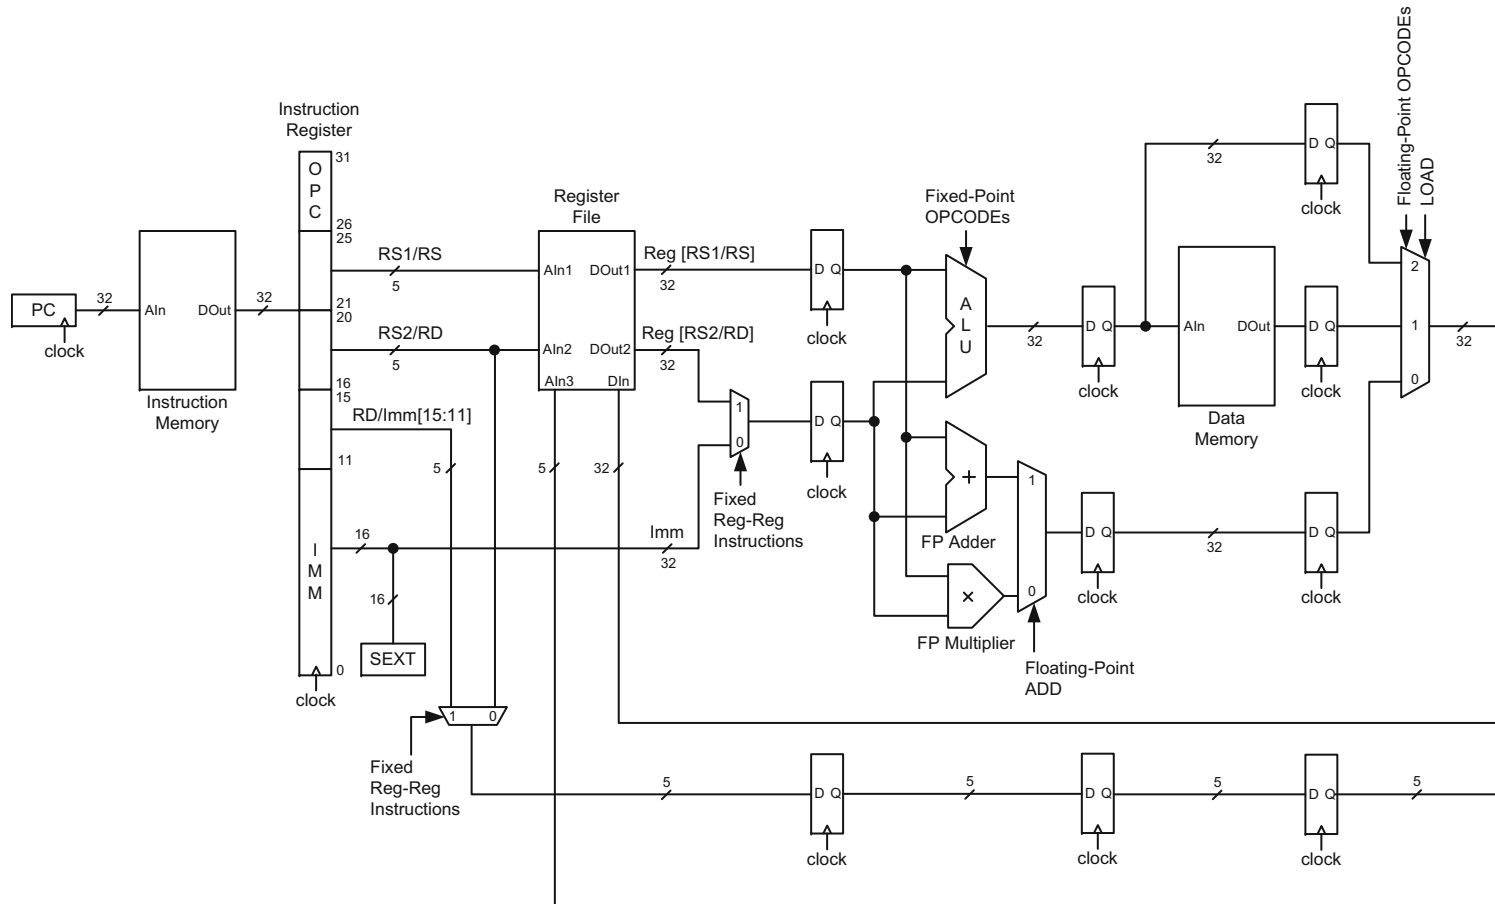 Floating-Point OPCODEs
LOAD
Instruction
Register
31
O
P
C
26
25
D Q
32
clock
Register
File
Fixed-Point
OPCODEs
RS1/RS
5
AIn1
DOut1
Reg [RS1/RS]
32
D Q
clock
A
L
U
2
1
0
32
PC
clock
32
AIn
DOut
Instruction
Memory
32
21
20
RS2/RD
5
AIn2
DOut2
AIn3
DIn
Reg [RS2/RD]
32
32
D Q
clock
AIn
DOut
Data
Memory
D Q
clock
16
15
RD/Imm[15:11]
5
5
32
11
1
0
Fixed
Reg-Reg
Instructions
D Q
clock
+
FP Adder
1
0
D Q
clock
32
D Q
clock
I
M
M
16
Imm
32
16
SEXT
0
clock
×
FP Multiplier
Floating-Point
ADD
1 0
Fixed
Reg-Reg
Instructions
5
D Q
clock
5
D Q
clock
5
D Q
clock
5